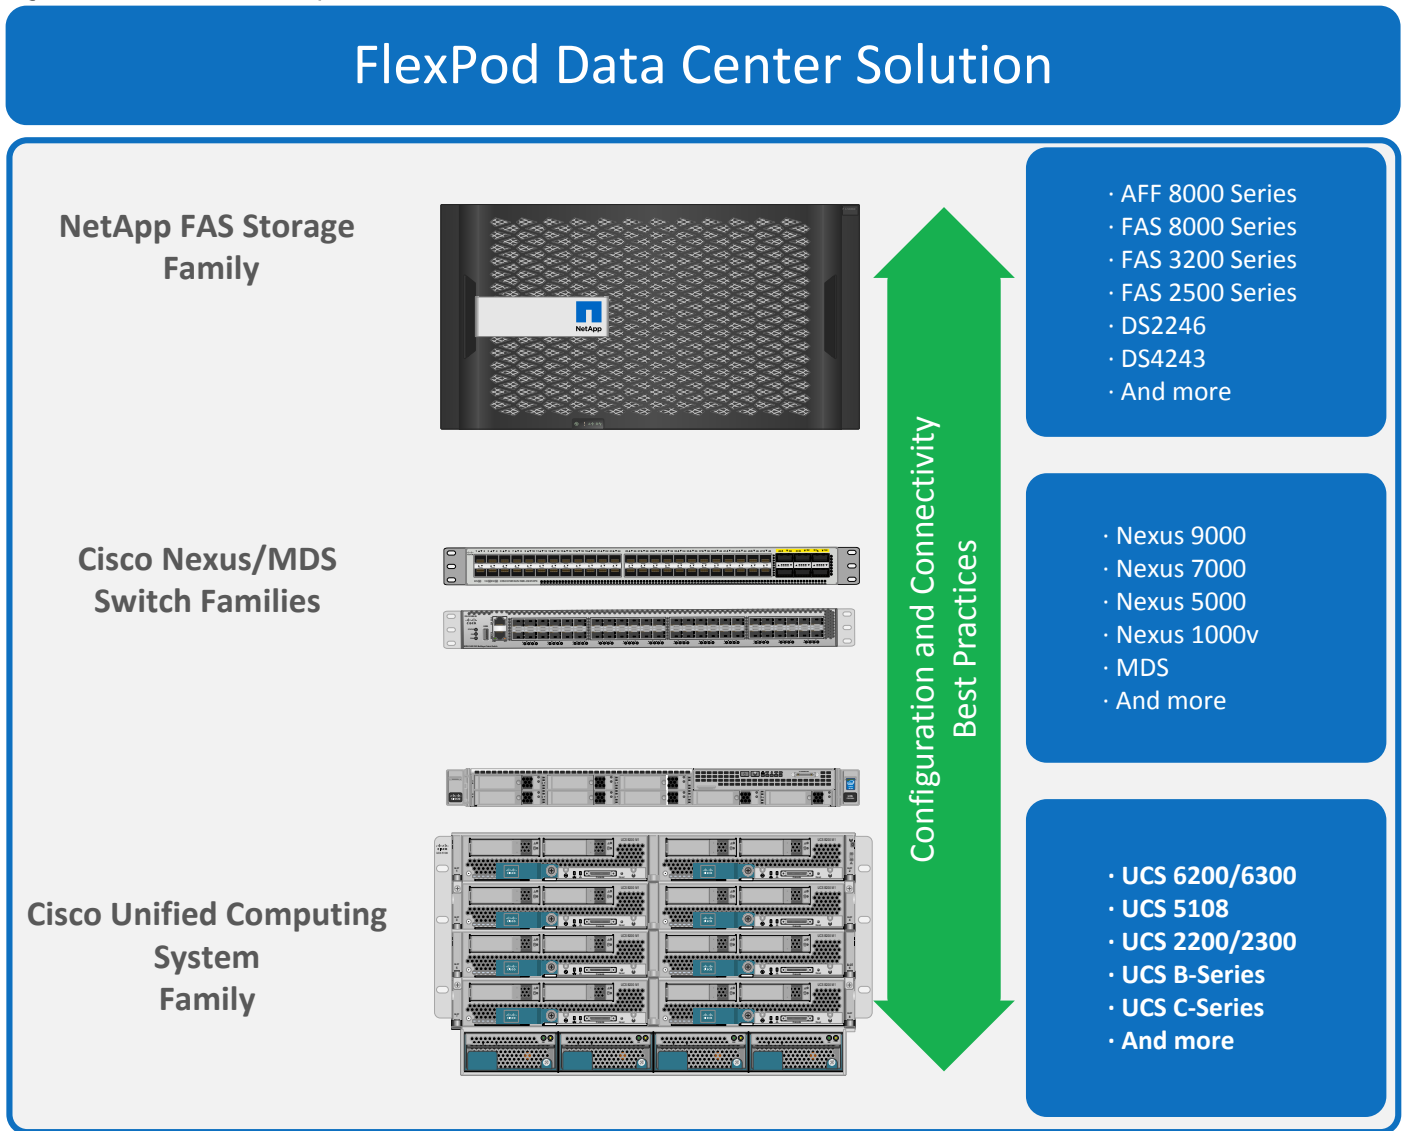 FlexPod Data Center Solution
NetApp FAS Storage
Family
NetApp
· AFF 8000 Series
· FAS 8000 Series
· FAS 3200 Series
· FAS 2500 Series
· DS2246
· DS4243
· And more
Configuration and Connectivity
Best Practices
Cisco Nexus/MDS
Switch Families
· Nexus 9000
· Nexus 7000
· Nexus 5000
· Nexus 1000v
· MDS
· And more
Cisco Unified Computing
System
Family
· UCS 6200/6300
· UCS 5108
· UCS 2200/2300
· UCS B-Series
· UCS C-Series
· And more